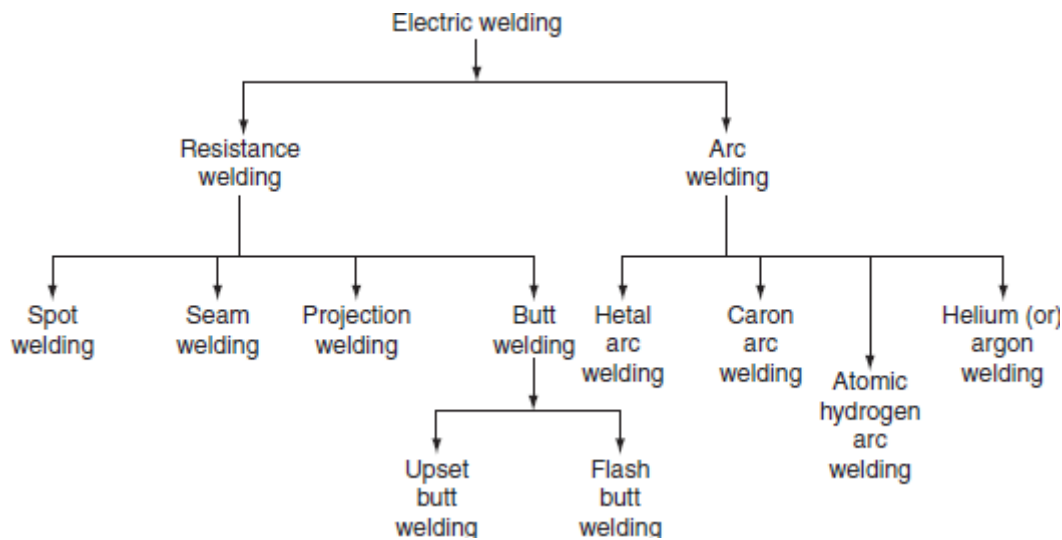 Electric welding
Resistance
welding
Arc
welding
Spot
welding
Seam
welding
Projection
welding
Butt
welding
Hetal
arc
welding
Caron
arc
welding
Atomic
hydrogen
arc
welding
Helium (or)
argon
welding
Upset
butt
welding
Flash
butt
welding